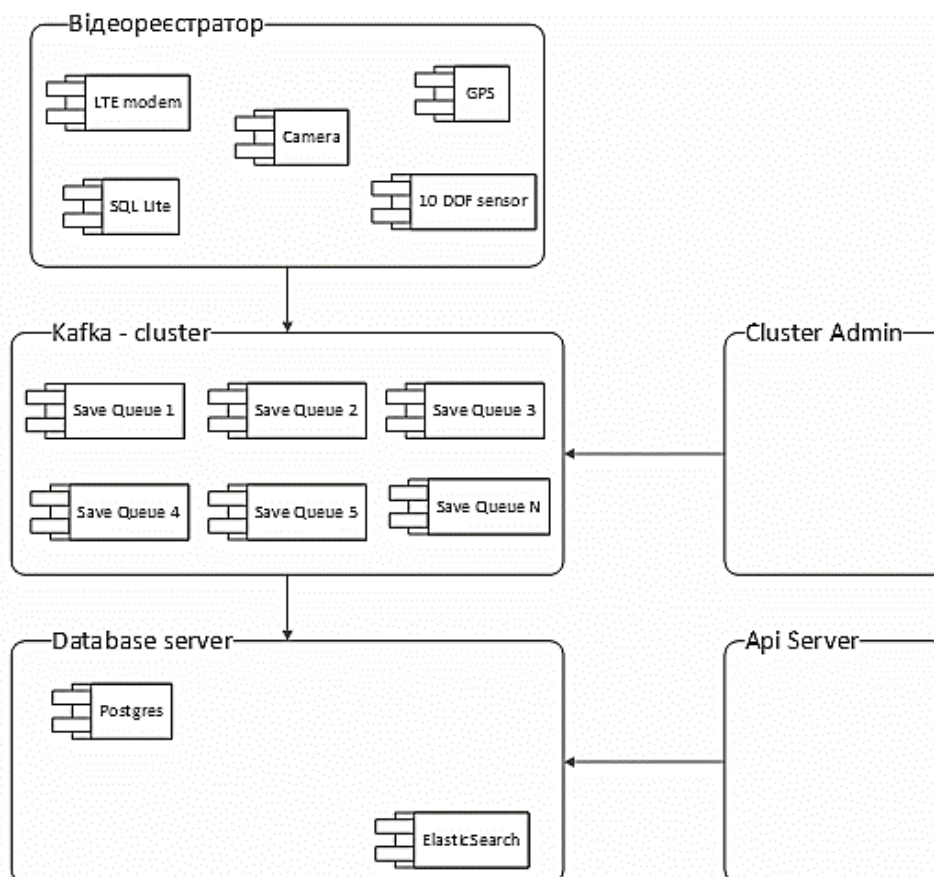 Відеореєстратор
LTE modem
GPS
Camera
SQL Lite
10 DOF sensor
Kafka - cluster
Cluster Admin
Save Queue 1
Save Queue 2
Save Queue 3
Save Queue 4
Save Queue 5
Save Queue N
Database server
Api Server
Postgres
ElasticSearch